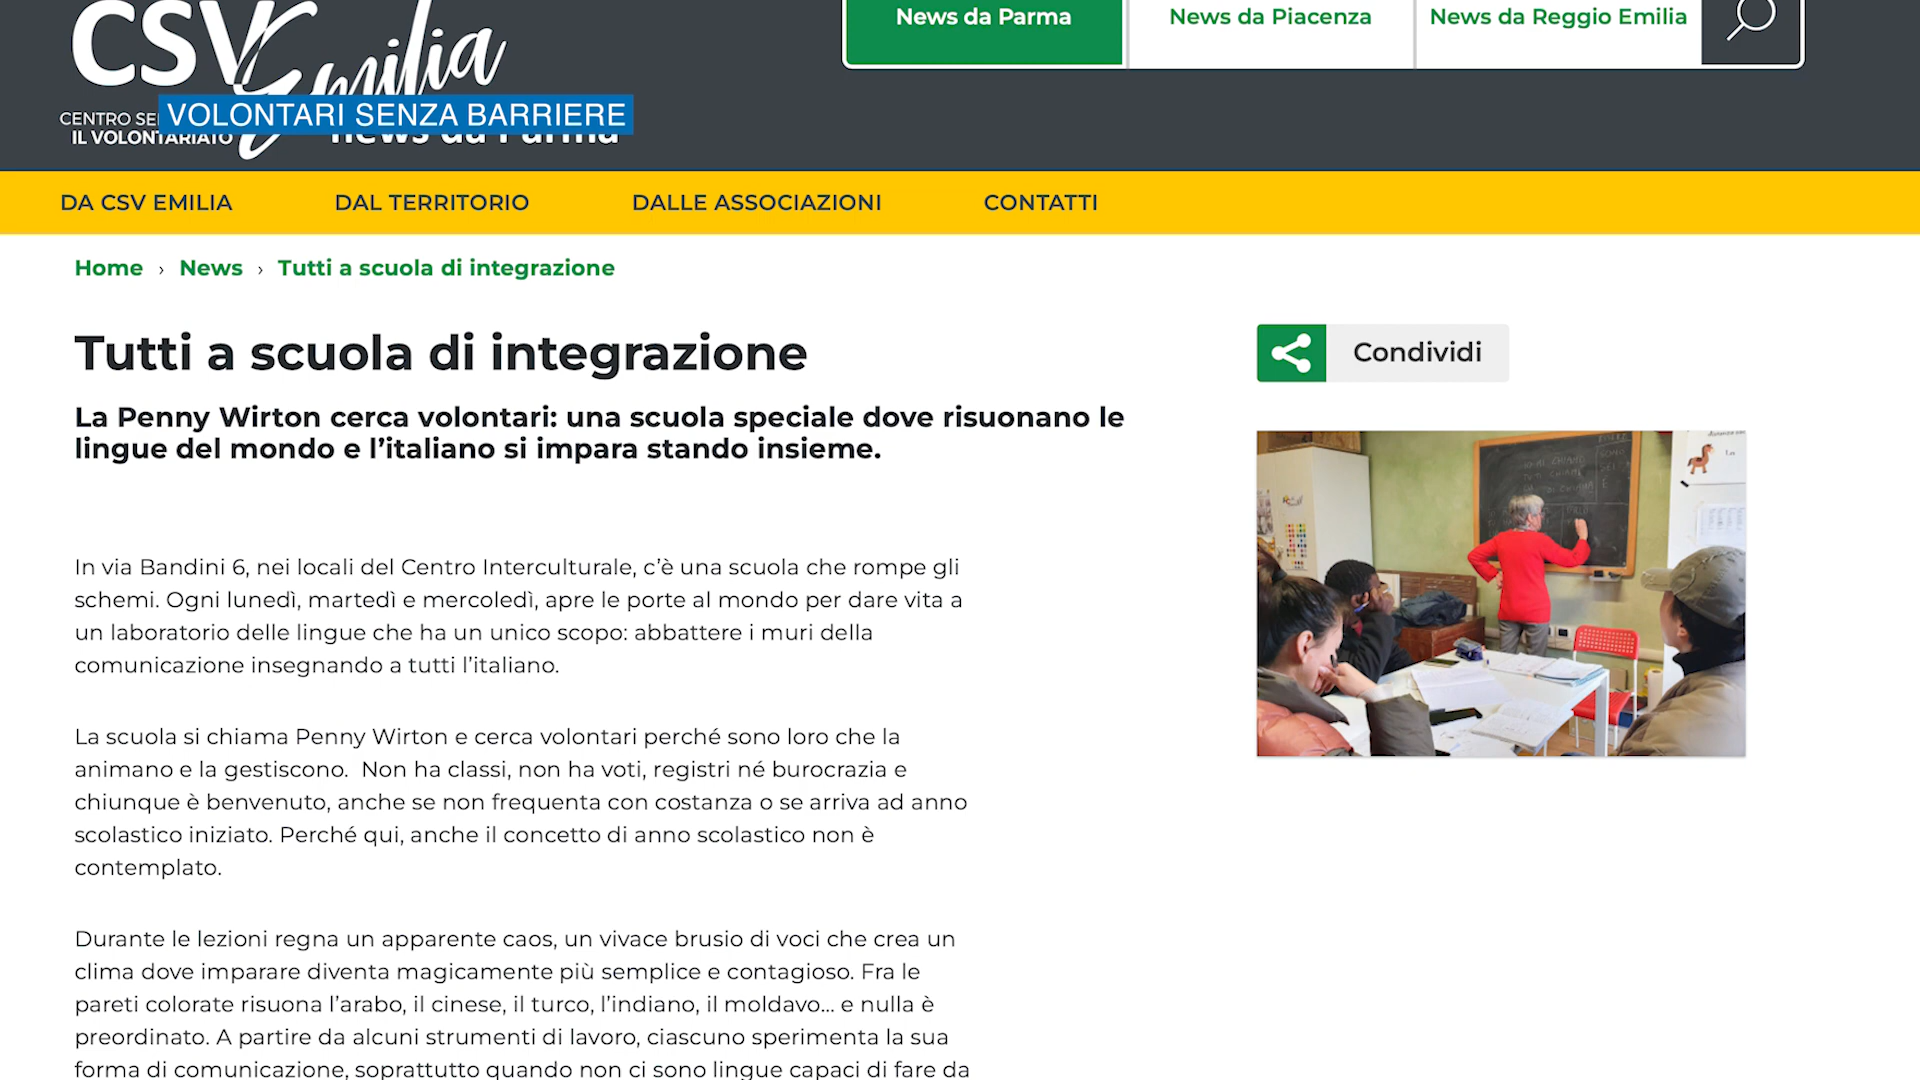 CSV Emilia
News da Parma
News da Piacenza
News da Reggio Emilia
CENTRO SE
VOLONTARI SENZA BARRIERE
IL VOLONTARIATO
news da Parma
DA CSV EMILIA
DAL TERRITORIO
DALLE ASSOCIAZIONI
CONTATTI
Home › News › Tutti a scuola di integrazione
Tutti a scuola di integrazione
Condividi
La Penny Wirton cerca volontari: una scuola speciale dove risuonano le
lingue del mondo e l’italiano si impara stando insieme.
In via Bandini 6, nei locali del Centro Interculturale, c’è una scuola che rompe gli
schemi. Ogni lunedì, martedì e mercoledì, apre le porte al mondo per dare vita a
un laboratorio delle lingue che ha un unico scopo: abbattere i muri della
comunicazione insegnando a tutti l’italiano.
La scuola si chiama Penny Wirton e cerca volontari perché sono loro che la
animano e la gestiscono. Non ha classi, non ha voti, registri né burocrazia e
chiunque è benvenuto, anche se non frequenta con costanza o se arriva ad anno
scolastico iniziato. Perché qui, anche il concetto di anno scolastico non è
contemplato.
Durante le lezioni regna un apparente caos, un vivace brusio di voci che crea un
clima dove imparare diventa magicamente più semplice e contagioso. Fra le
pareti colorate risuona l’arabo, il cinese, il turco, l’indiano, il moldavo... e nulla è
preordinato. A partire da alcuni strumenti di lavoro, ciascuno sperimenta la sua
forma di comunicazione, soprattutto quando non ci sono lingue capaci di fare da